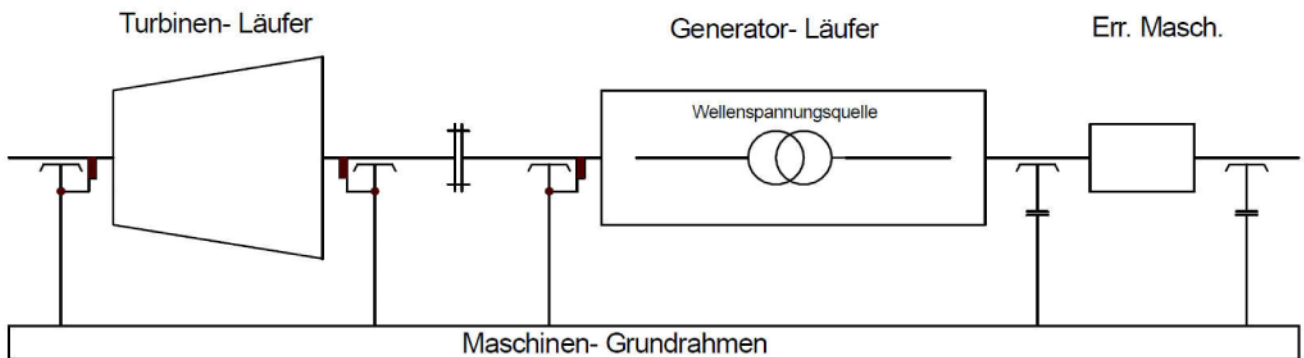 Turbinen- Läufer
Generator- Läufer
Err. Masch.
Wellenspannungsquelle
Maschinen- Grundrahmen